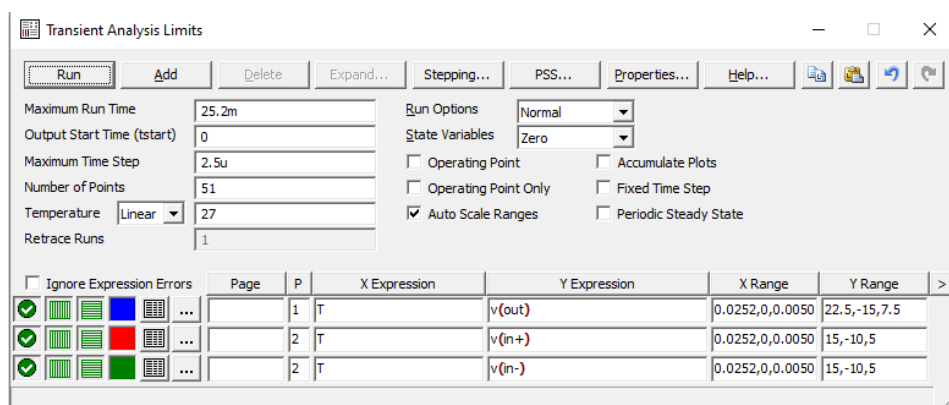 Transient Analysis Limits
Run Add Delete Expand... Stepping... PSS... Properties... Help...
Maximum Run Time 25.2m Run Options Normal
Output Start Time (tstart) 0 State Variables Zero
Maximum Time Step 2.5u Operating Point Accumulate Plots
Number of Points 51 Operating Point Only Fixed Time Step
Temperature Linear 27 Auto Scale Ranges Periodic Steady State
Retrace Runs 1
Ignore Expression Errors Page P X Expression Y Expression X Range Y Range >
... 1 T v(out) 0.0252,0,0.0050 22.5,-15,7.5
... 2 T v(in+) 0.0252,0,0.0050 15,-10,5
... 2 T v(in-) 0.0252,0,0.0050 15,-10,5